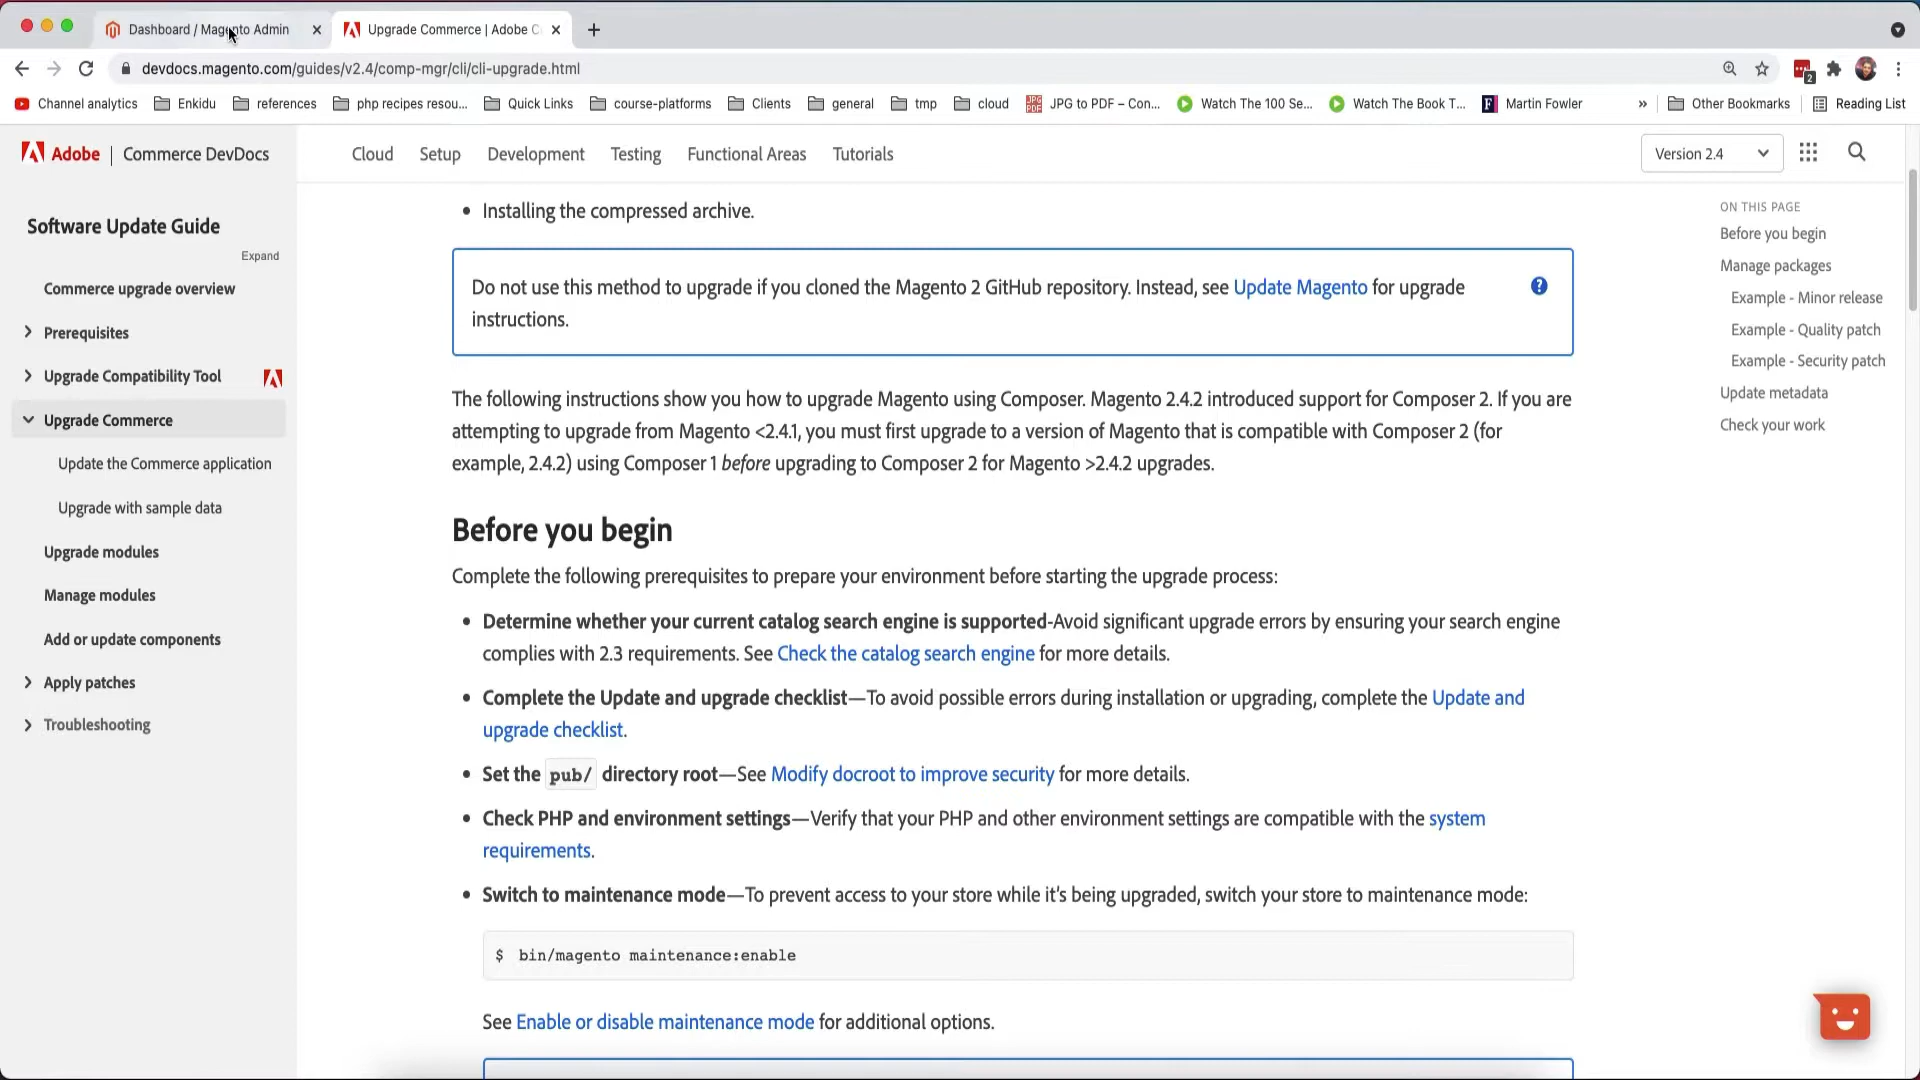 Dashboard / Magento Admin
Upgrade Commerce | Adobe C
devdocs.magento.com/guides/v2.4/comp-mgr/cli/cli-upgrade.html
2
Channel analytics
Enkidu
references
php recipes resou...
Quick Links
course-platforms
Clients
general
tmp
cloud
JPG to PDF – Con...
Watch The 100 Se...
Watch The Book T...
Martin Fowler
»
Other Bookmarks
Reading List
Adobe | Commerce DevDocs
Cloud
Setup
Development
Testing
Functional Areas
Tutorials
Version 2.4
Software Update Guide
Expand
Commerce upgrade overview
Prerequisites
Upgrade Compatibility Tool
Upgrade Commerce
Update the Commerce application
Upgrade with sample data
Upgrade modules
Manage modules
Add or update components
Apply patches
Troubleshooting
• Installing the compressed archive.
Do not use this method to upgrade if you cloned the Magento 2 GitHub repository. Instead, see Update Magento for upgrade
instructions.
?
The following instructions show you how to upgrade Magento using Composer. Magento 2.4.2 introduced support for Composer 2. If you are
attempting to upgrade from Magento <2.4.1, you must first upgrade to a version of Magento that is compatible with Composer 2 (for
example, 2.4.2) using Composer 1 before upgrading to Composer 2 for Magento >2.4.2 upgrades.
Before you begin
Complete the following prerequisites to prepare your environment before starting the upgrade process:
• Determine whether your current catalog search engine is supported-Avoid significant upgrade errors by ensuring your search engine
complies with 2.3 requirements. See Check the catalog search engine for more details.
• Complete the Update and upgrade checklist—To avoid possible errors during installation or upgrading, complete the Update and
upgrade checklist.
• Set the pub/ directory root—See Modify docroot to improve security for more details.
• Check PHP and environment settings—Verify that your PHP and other environment settings are compatible with the system
requirements.
• Switch to maintenance mode—To prevent access to your store while it's being upgraded, switch your store to maintenance mode:
$ bin/magento maintenance:enable
See Enable or disable maintenance mode for additional options.
ON THIS PAGE
Before you begin
Manage packages
Example - Minor release
Example - Quality patch
Example - Security patch
Update metadata
Check your work